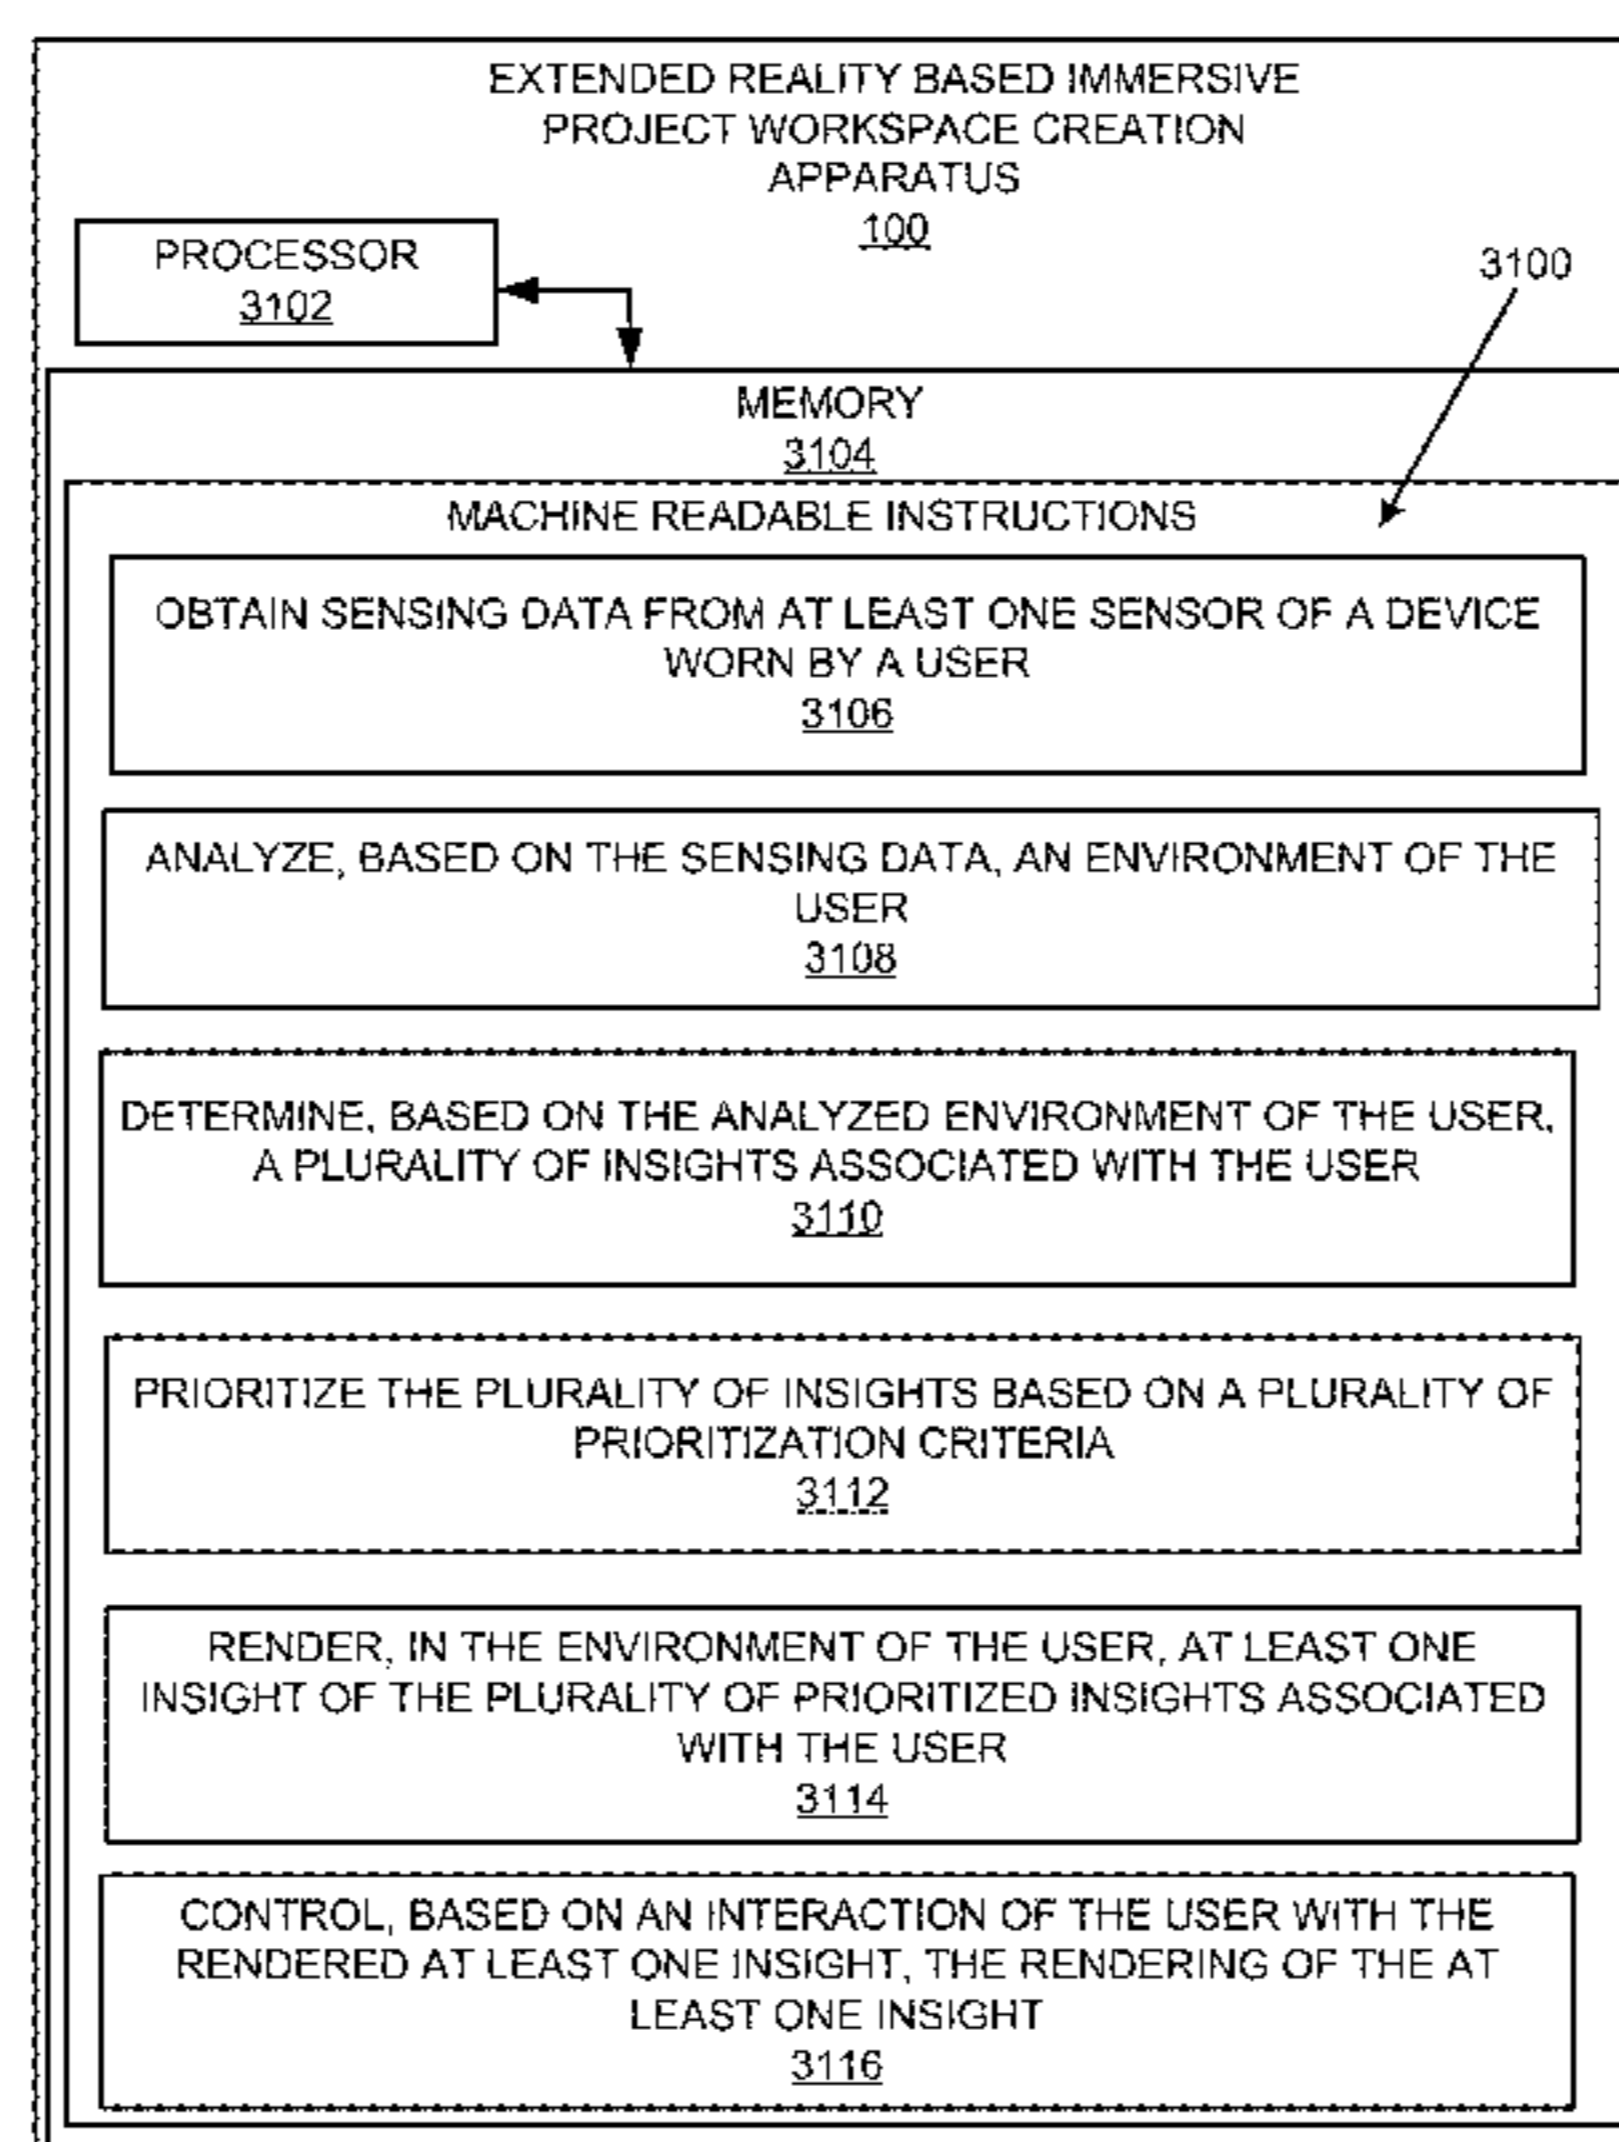 EXTENDED REALITY BASED IMMERSIVE
PROJECT WORKSPACE CREATION
APPARATUS
100
PROCESSOR
3102
3100
MEMORY
3104
MACHINE READABLE INSTRUCTIONS
OBTAIN SENSING DATA FROM AT LEAST ONE SENSOR OF A DEVICE
WORN BY A USER
3106
ANALYZE, BASED ON THE SENSING DATA, AN ENVIRONMENT OF THE
USER
3108
DETERMINE, BASED ON THE ANALYZED ENVIRONMENT OF THE USER,
A PLURALITY OF INSIGHTS ASSOCIATED WITH THE USER
3110
PRIORITIZE THE PLURALITY OF INSIGHTS BASED ON A PLURALITY OF
PRIORITIZATION CRITERIA
3112
RENDER, IN THE ENVIRONMENT OF THE USER, AT LEAST ONE
INSIGHT OF THE PLURALITY OF PRIORITIZED INSIGHTS ASSOCIATED
WITH THE USER
3114
CONTROL, BASED ON AN INTERACTION OF THE USER WITH THE
RENDERED AT LEAST ONE INSIGHT, THE RENDERING OF THE AT
LEAST ONE INSIGHT
3116